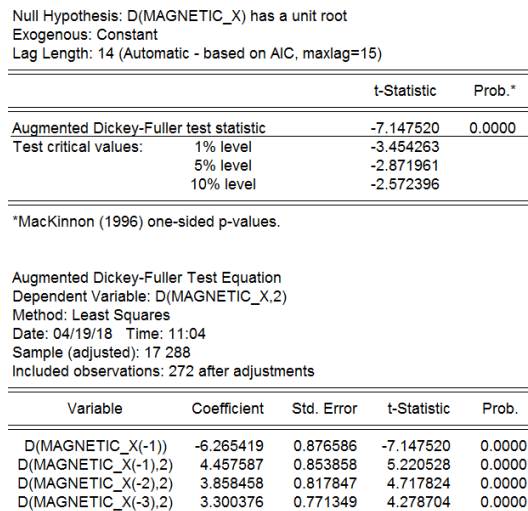 Null Hypothesis: D(MAGNETIC_X) has a unit root
Exogenous: Constant
Lag Length: 14 (Automatic - based on AIC, maxlag=15)
t-Statistic Prob.*
Augmented Dickey-Fuller test statistic -7.147520 0.0000
Test critical values: 1% level -3.454263
5% level -2.871961
10% level -2.572396
*MacKinnon (1996) one-sided p-values.
Augmented Dickey-Fuller Test Equation
Dependent Variable: D(MAGNETIC_X,2)
Method: Least Squares
Date: 04/19/18 Time: 11:04
Sample (adjusted): 17 288
Included observations: 272 after adjustments
Variable Coefficient Std. Error t-Statistic Prob.
D(MAGNETIC_X(-1)) -6.265419 0.876586 -7.147520 0.0000
D(MAGNETIC_X(-1),2) 4.457587 0.853858 5.220528 0.0000
D(MAGNETIC_X(-2),2) 3.858458 0.817847 4.717824 0.0000
D(MAGNETIC_X(-3),2) 3.300376 0.771349 4.278704 0.0000